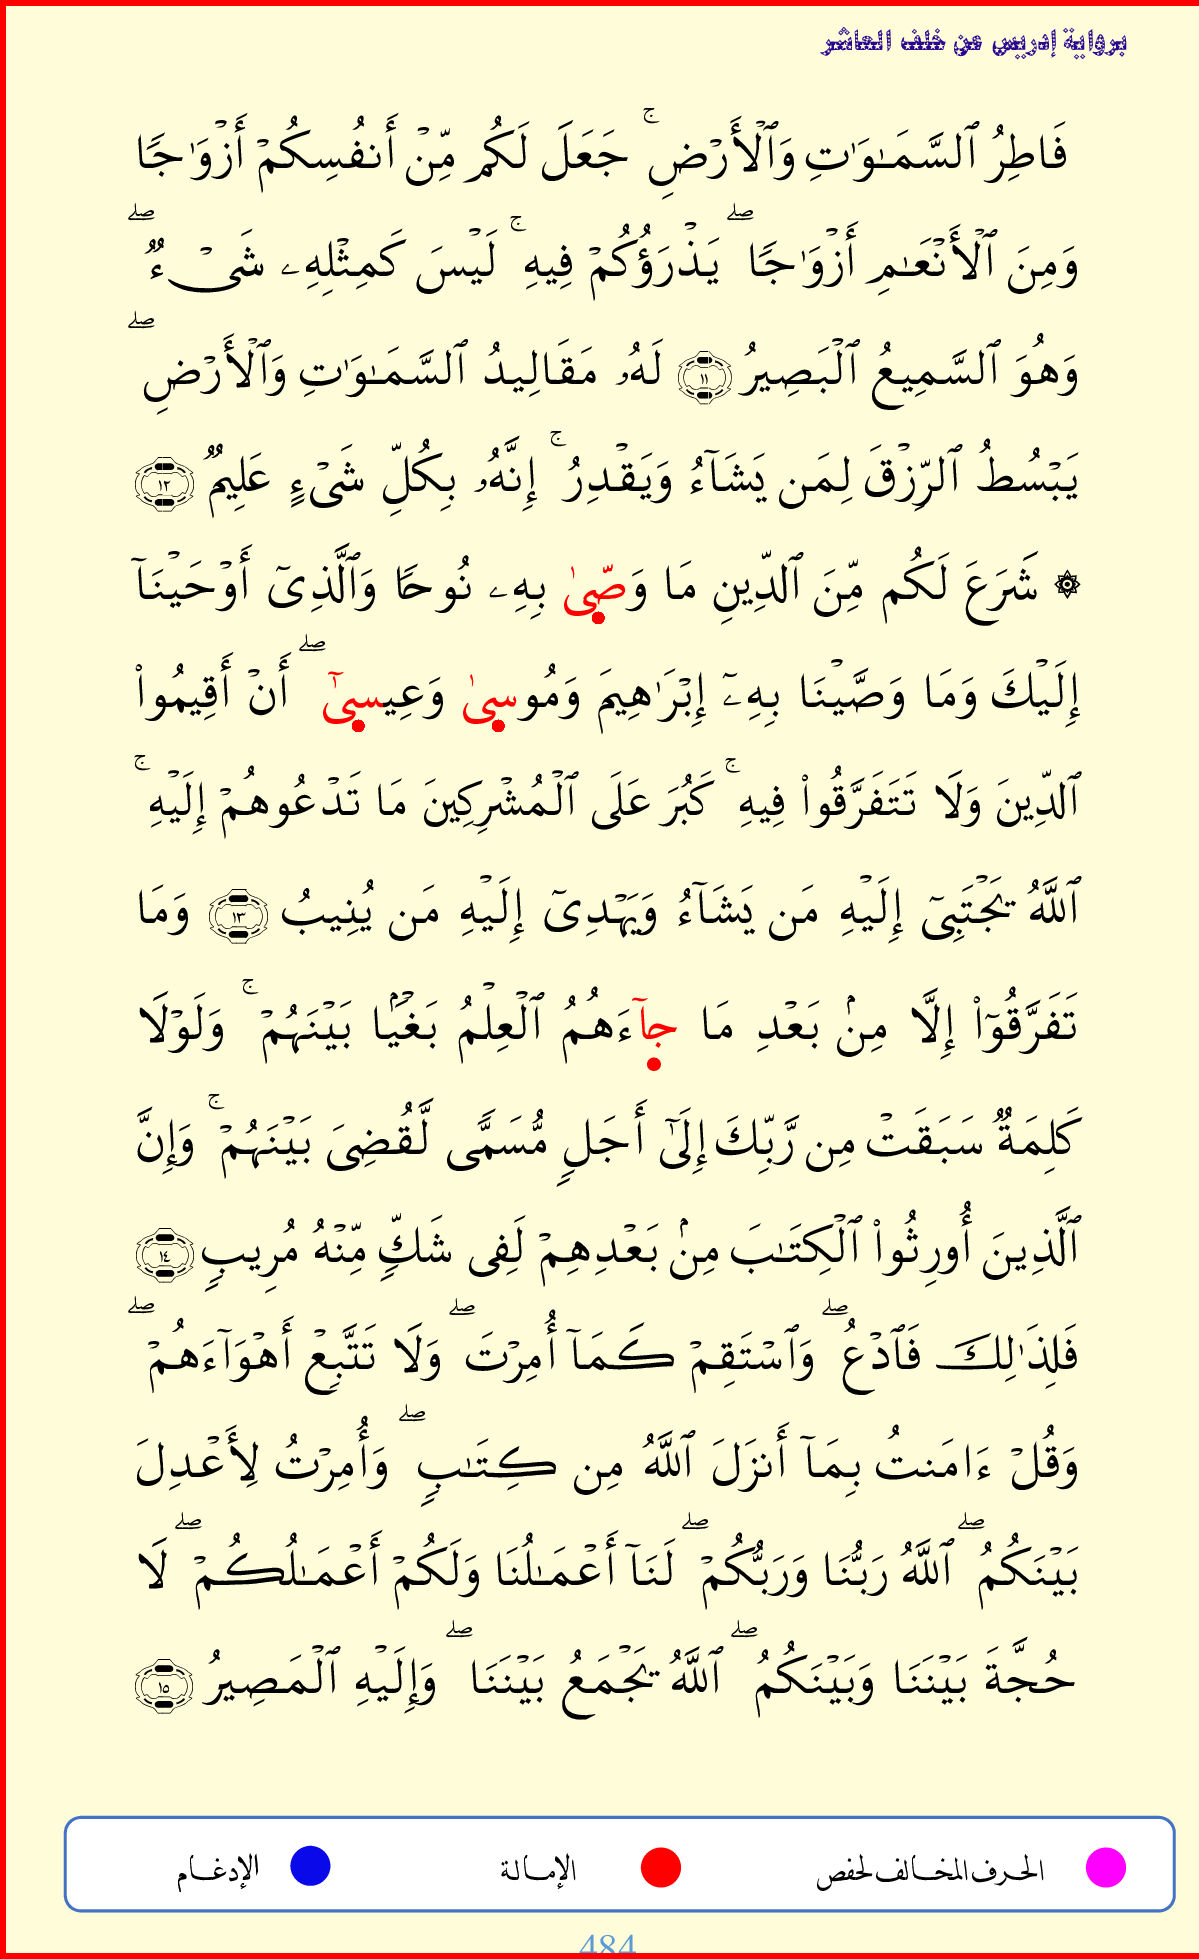 برواية إدريس عن خلف العاشر
فَاطِرُ ٱلسَّمَـٰوَٰتِ وَٱلْأَرْضِ ۚ جَعَلَ لَكُم مِّنْ أَنفُسِكُمْ أَزْوَٰجًا
وَمِنَ ٱلْأَنْعَـٰمِ أَزْوَٰجًا ۖ يَذْرَؤُكُمْ فِيهِ ۚ لَيْسَ كَمِثْلِهِۦ شَىْءٌ ۖ
وَهُوَ ٱلسَّمِيعُ ٱلْبَصِيرُ ١١ لَهُۥ مَقَالِيدُ ٱلسَّمَـٰوَٰتِ وَٱلْأَرْضِ ۖ
يَبْسُطُ ٱلرِّزْقَ لِمَن يَشَآءُ وَيَقْدِرُ ۚ إِنَّهُۥ بِكُلِّ شَىْءٍ عَلِيمٌ ١٢
۞ شَرَعَ لَكُم مِّنَ ٱلدِّينِ مَا وَصّىٰ بِهِۦ نُوحًا وَٱلَّذِىٓ أَوْحَيْنَآ
إِلَيْكَ وَمَا وَصَّيْنَا بِهِۦٓ إِبْرَٰهِيمَ وَمُوسىٰ وَعِيسىٰٓ ۖ أَنْ أَقِيمُوا۟
ٱلدِّينَ وَلَا تَتَفَرَّقُوا۟ فِيهِ ۚ كَبُرَ عَلَى ٱلْمُشْرِكِينَ مَا تَدْعُوهُمْ إِلَيْهِ ۚ
ٱللَّهُ يَجْتَبِىٓ إِلَيْهِ مَن يَشَآءُ وَيَهْدِىٓ إِلَيْهِ مَن يُنِيبُ ١٣ وَمَا
تَفَرَّقُوٓا۟ إِلَّا مِنۢ بَعْدِ مَا جآءَهُمُ ٱلْعِلْمُ بَغْيًۢا بَيْنَهُمْ ۚ وَلَوْلَا
كَلِمَةٌ سَبَقَتْ مِن رَّبِّكَ إِلَىٰٓ أَجَلٍ مُّسَمًّى لَّقُضِىَ بَيْنَهُمْ ۚ وَإِنَّ
ٱلَّذِينَ أُورِثُوا۟ ٱلْكِتَـٰبَ مِنۢ بَعْدِهِمْ لَفِى شَكٍّ مِّنْهُ مُرِيبٍ ١٤
فَلِذَٰلِكَ فَٱدْعُ ۖ وَٱسْتَقِمْ كَمَآ أُمِرْتَ ۖ وَلَا تَتَّبِعْ أَهْوَآءَهُمْ ۖ
وَقُلْ ءَامَنتُ بِمَآ أَنزَلَ ٱللَّهُ مِن كِتَـٰبٍ ۖ وَأُمِرْتُ لِأَعْدِلَ
بَيْنَكُمُ ۖ ٱللَّهُ رَبُّنَا وَرَبُّكُمْ ۖ لَنَآ أَعْمَـٰلُنَا وَلَكُمْ أَعْمَـٰلُكُمْ ۖ لَا
حُجَّةَ بَيْنَنَا وَبَيْنَكُمُ ۖ ٱللَّهُ يَجْمَعُ بَيْنَنَا ۖ وَإِلَيْهِ ٱلْمَصِيرُ ١٥
الحرف المخالف لحفص الإمالة الإدغام
484